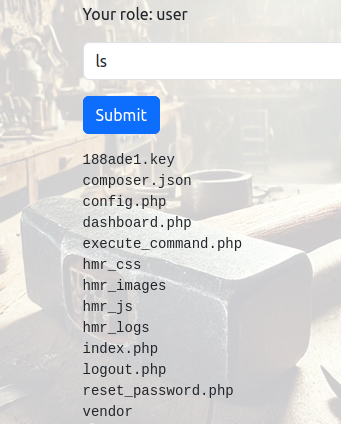 Your role: user
ls
Submit
188ade1.key
composer.json
config.php
dashboard.php
execute_command.php
hmr_css
hmr_images
hmr_js
hmr_logs
index.php
logout.php
reset_password.php
vendor